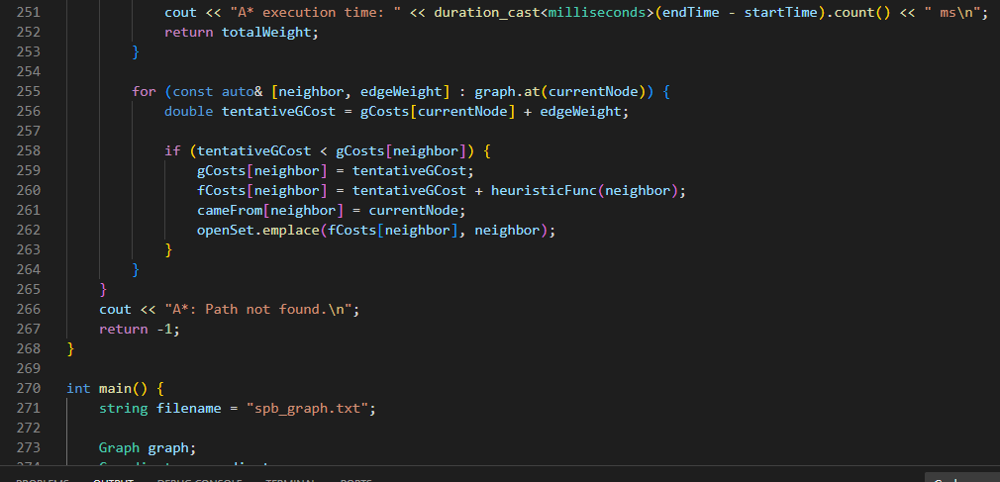 251 cout << "A* execution time: " << duration_cast<milliseconds>(endTime - startTime).count() << " ms\n";
252 return totalWeight;
253 }
254
255 for (const auto& [neighbor, edgeWeight] : graph.at(currentNode)) {
256 double tentativeGCost = gCosts[currentNode] + edgeWeight;
257
258 if (tentativeGCost < gCosts[neighbor]) {
259 gCosts[neighbor] = tentativeGCost;
260 fCosts[neighbor] = tentativeGCost + heuristicFunc(neighbor);
261 cameFrom[neighbor] = currentNode;
262 openSet.emplace(fCosts[neighbor], neighbor);
263 }
264 }
265 }
266 cout << "A*: Path not found.\n";
267 return -1;
268 }
269
270 int main() {
271 string filename = "spb_graph.txt";
272
273 Graph graph;
PROBLEMS OUTPUT DEBUG CONSOLE TERMINAL PORTS